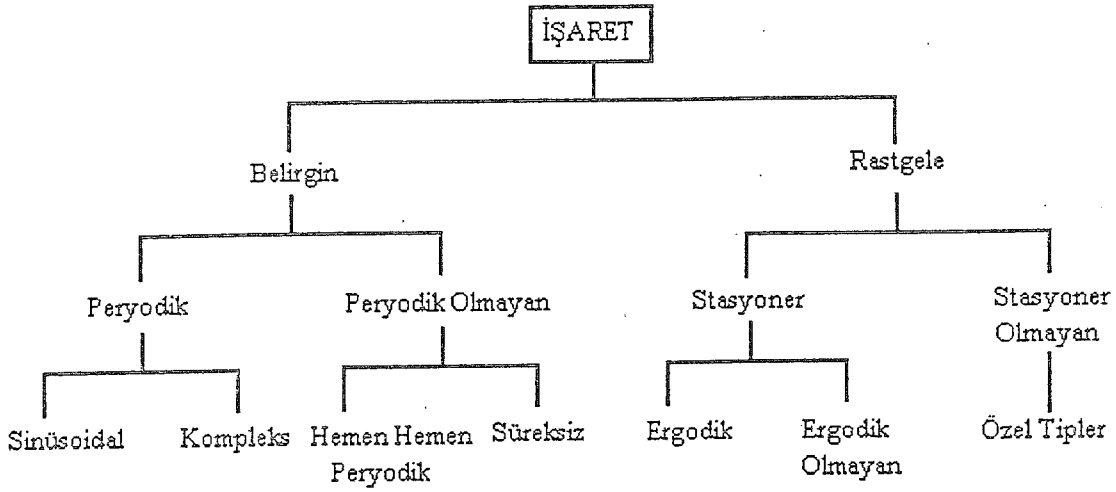 İŞARET
Belirgin
Rastgele
Peryodik
Peryodik Olmayan
Stasyoner
Stasyoner
Olmayan
Sinüsoidal
Kompleks
Hemen Hemen
Peryodik
Süreksiz
Ergodik
Ergodik
Olmayan
Özel Tipler